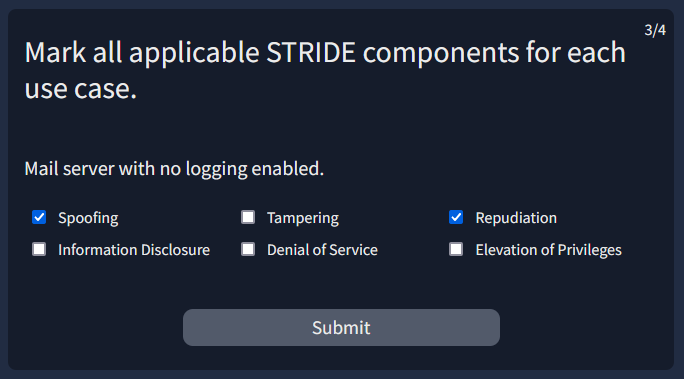 3/4
Mark all applicable STRIDE components for each
use case.
Mail server with no logging enabled.
Spoofing Tampering Repudiation
Information Disclosure Denial of Service Elevation of Privileges
Submit